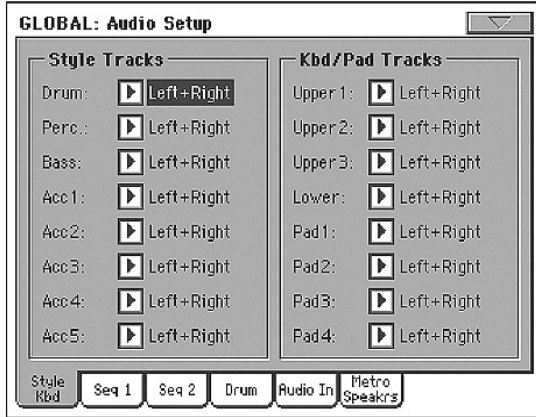 GLOBAL: Audio Setup
Style Tracks
Drum: Left+Right
Perc.: Left+Right
Bass: Left+Right
Acc1: Left+Right
Acc2: Left+Right
Acc3: Left+Right
Acc4: Left+Right
Acc5: Left+Right
Kbd/Pad Tracks
Upper1: Left+Right
Upper2: Left+Right
Upper3: Left+Right
Lower: Left+Right
Pad1: Left+Right
Pad2: Left+Right
Pad3: Left+Right
Pad4: Left+Right
Style
Kbd
Seq 1
Seq 2
Drum
Audio In
Metro
Speakrs